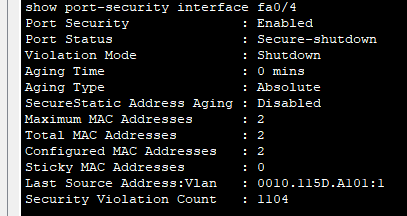 show port-security interface fa0/4
Port Security : Enabled
Port Status : Secure-shutdown
Violation Mode : Shutdown
Aging Time : 0 mins
Aging Type : Absolute
SecureStatic Address Aging : Disabled
Maximum MAC Addresses : 2
Total MAC Addresses : 2
Configured MAC Addresses : 2
Sticky MAC Addresses : 0
Last Source Address:Vlan : 0010.115D.A101:1
Security Violation Count : 1104